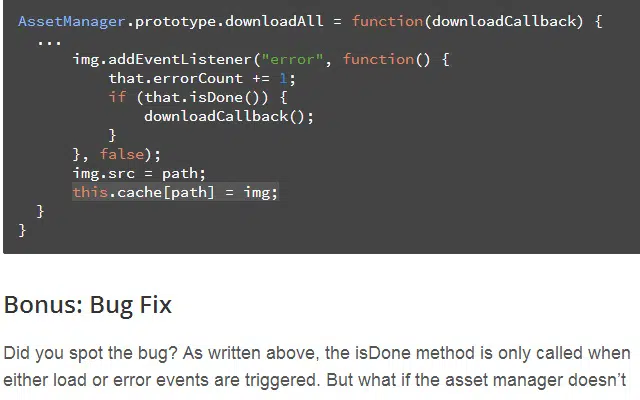 AssetManager.prototype.downloadAll = function(downloadCallback) {
  ...
      img.addEventListener("error", function() {
          that.errorCount += 1;
          if (that.isDone()) {
              downloadCallback();
          }
      }, false);
      img.src = path;
      this.cache[path] = img;
  }
}
Bonus: Bug Fix
Did you spot the bug? As written above, the isDone method is only called when
either load or error events are triggered. But what if the asset manager doesn’t